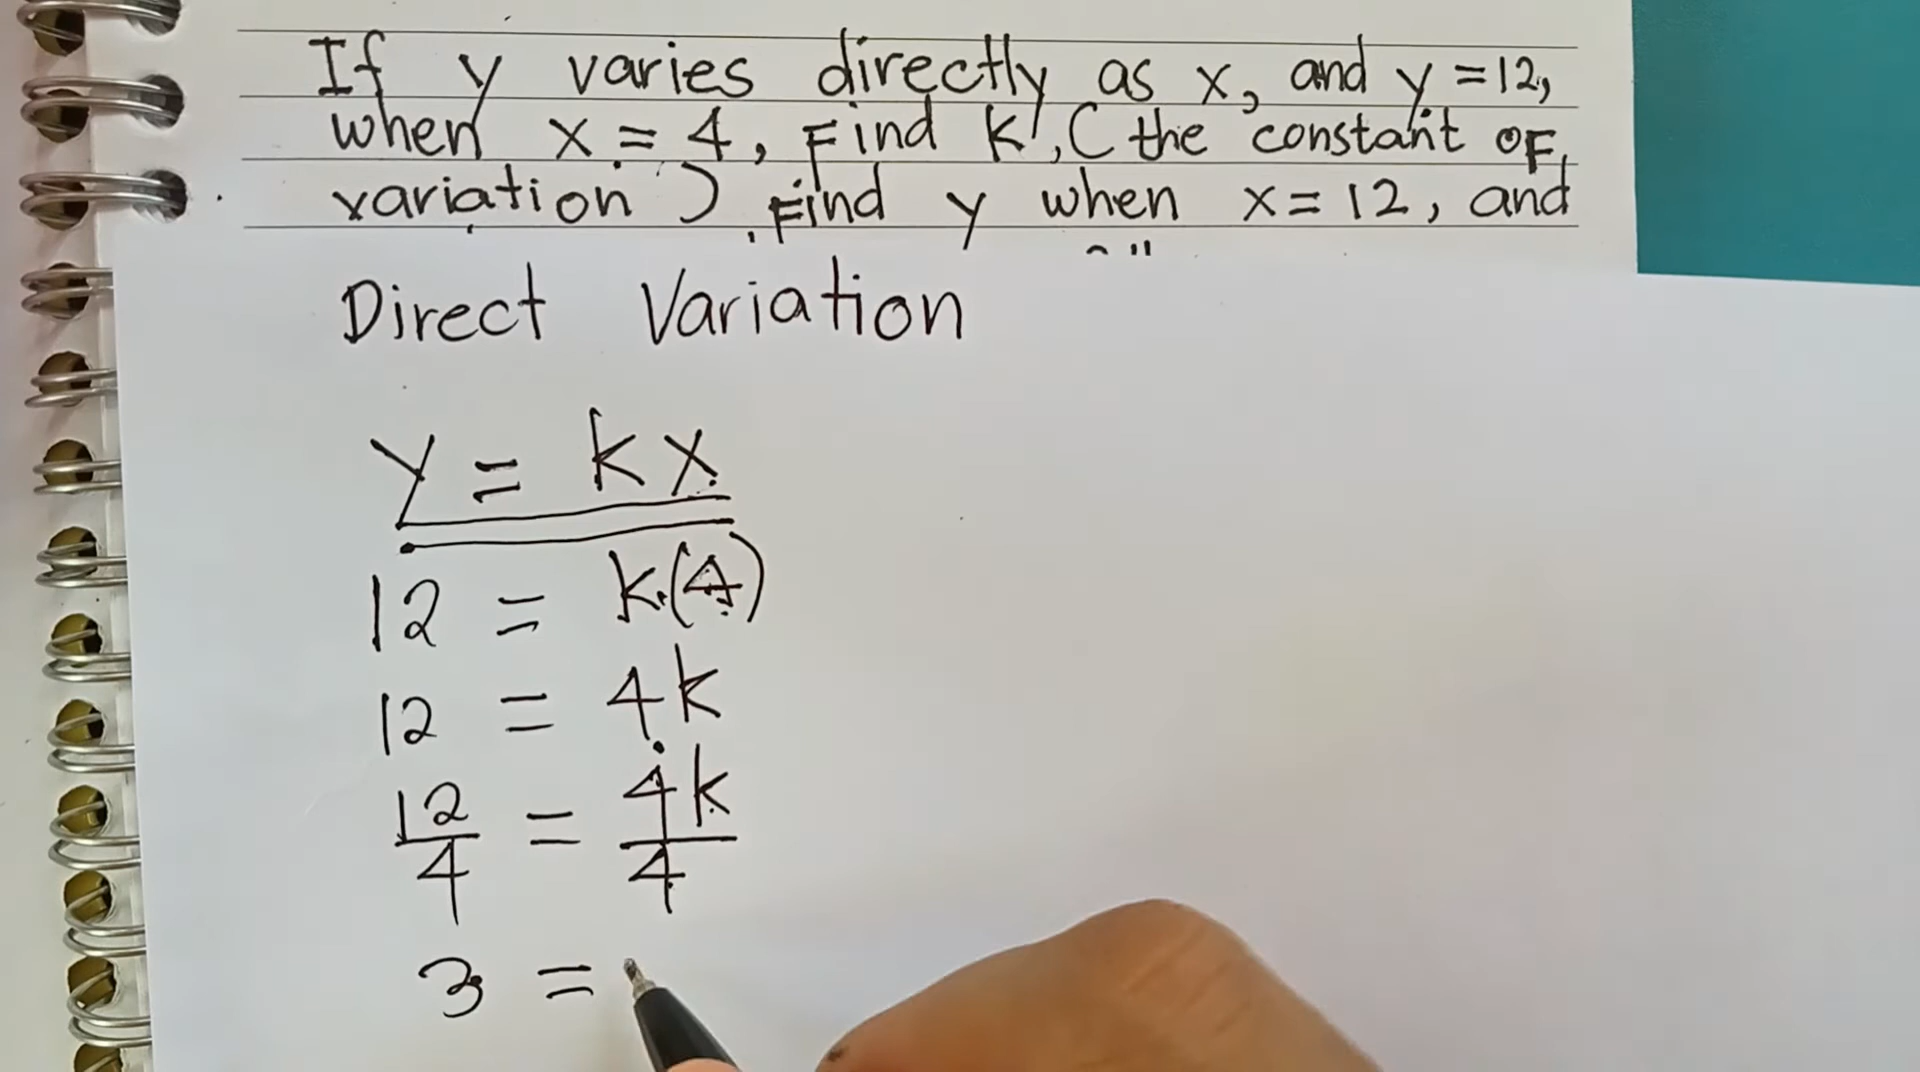 If y varies directly as x, and y = 12,
when x = 4, Find k, (the constant of
variation). Find y when x = 12, and
Direct Variation
y = kx
12 = k(4)
12 = 4k
12/4 = 4k/4
3 =